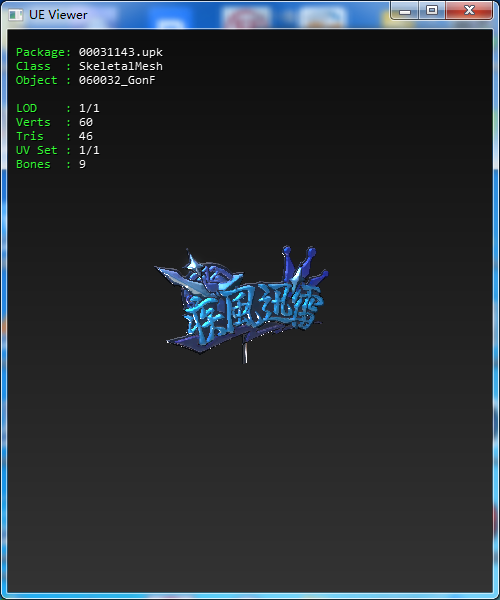 UE Viewer
Package: 00031143.upk
Class : SkeletalMesh
Object : 060032_GonF
LOD : 1/1
Verts : 60
Tris : 46
UV Set : 1/1
Bones : 9
疾風迅雷